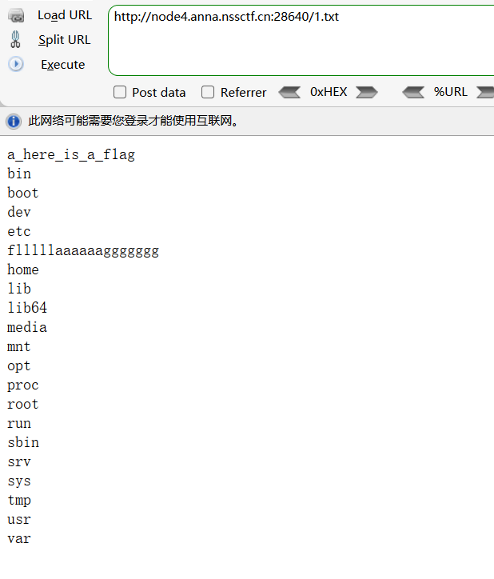 Load URL
http://node4.anna.nssctf.cn:28640/1.txt
Split URL
Execute
Post data Referrer 0xHEX %URL
此网络可能需要您登录才能使用互联网。
a_here_is_a_f1ag
bin
boot
dev
etc
flllllaaaaaaggggggg
home
lib
lib64
media
mnt
opt
proc
root
run
sbin
srv
sys
tmp
usr
var